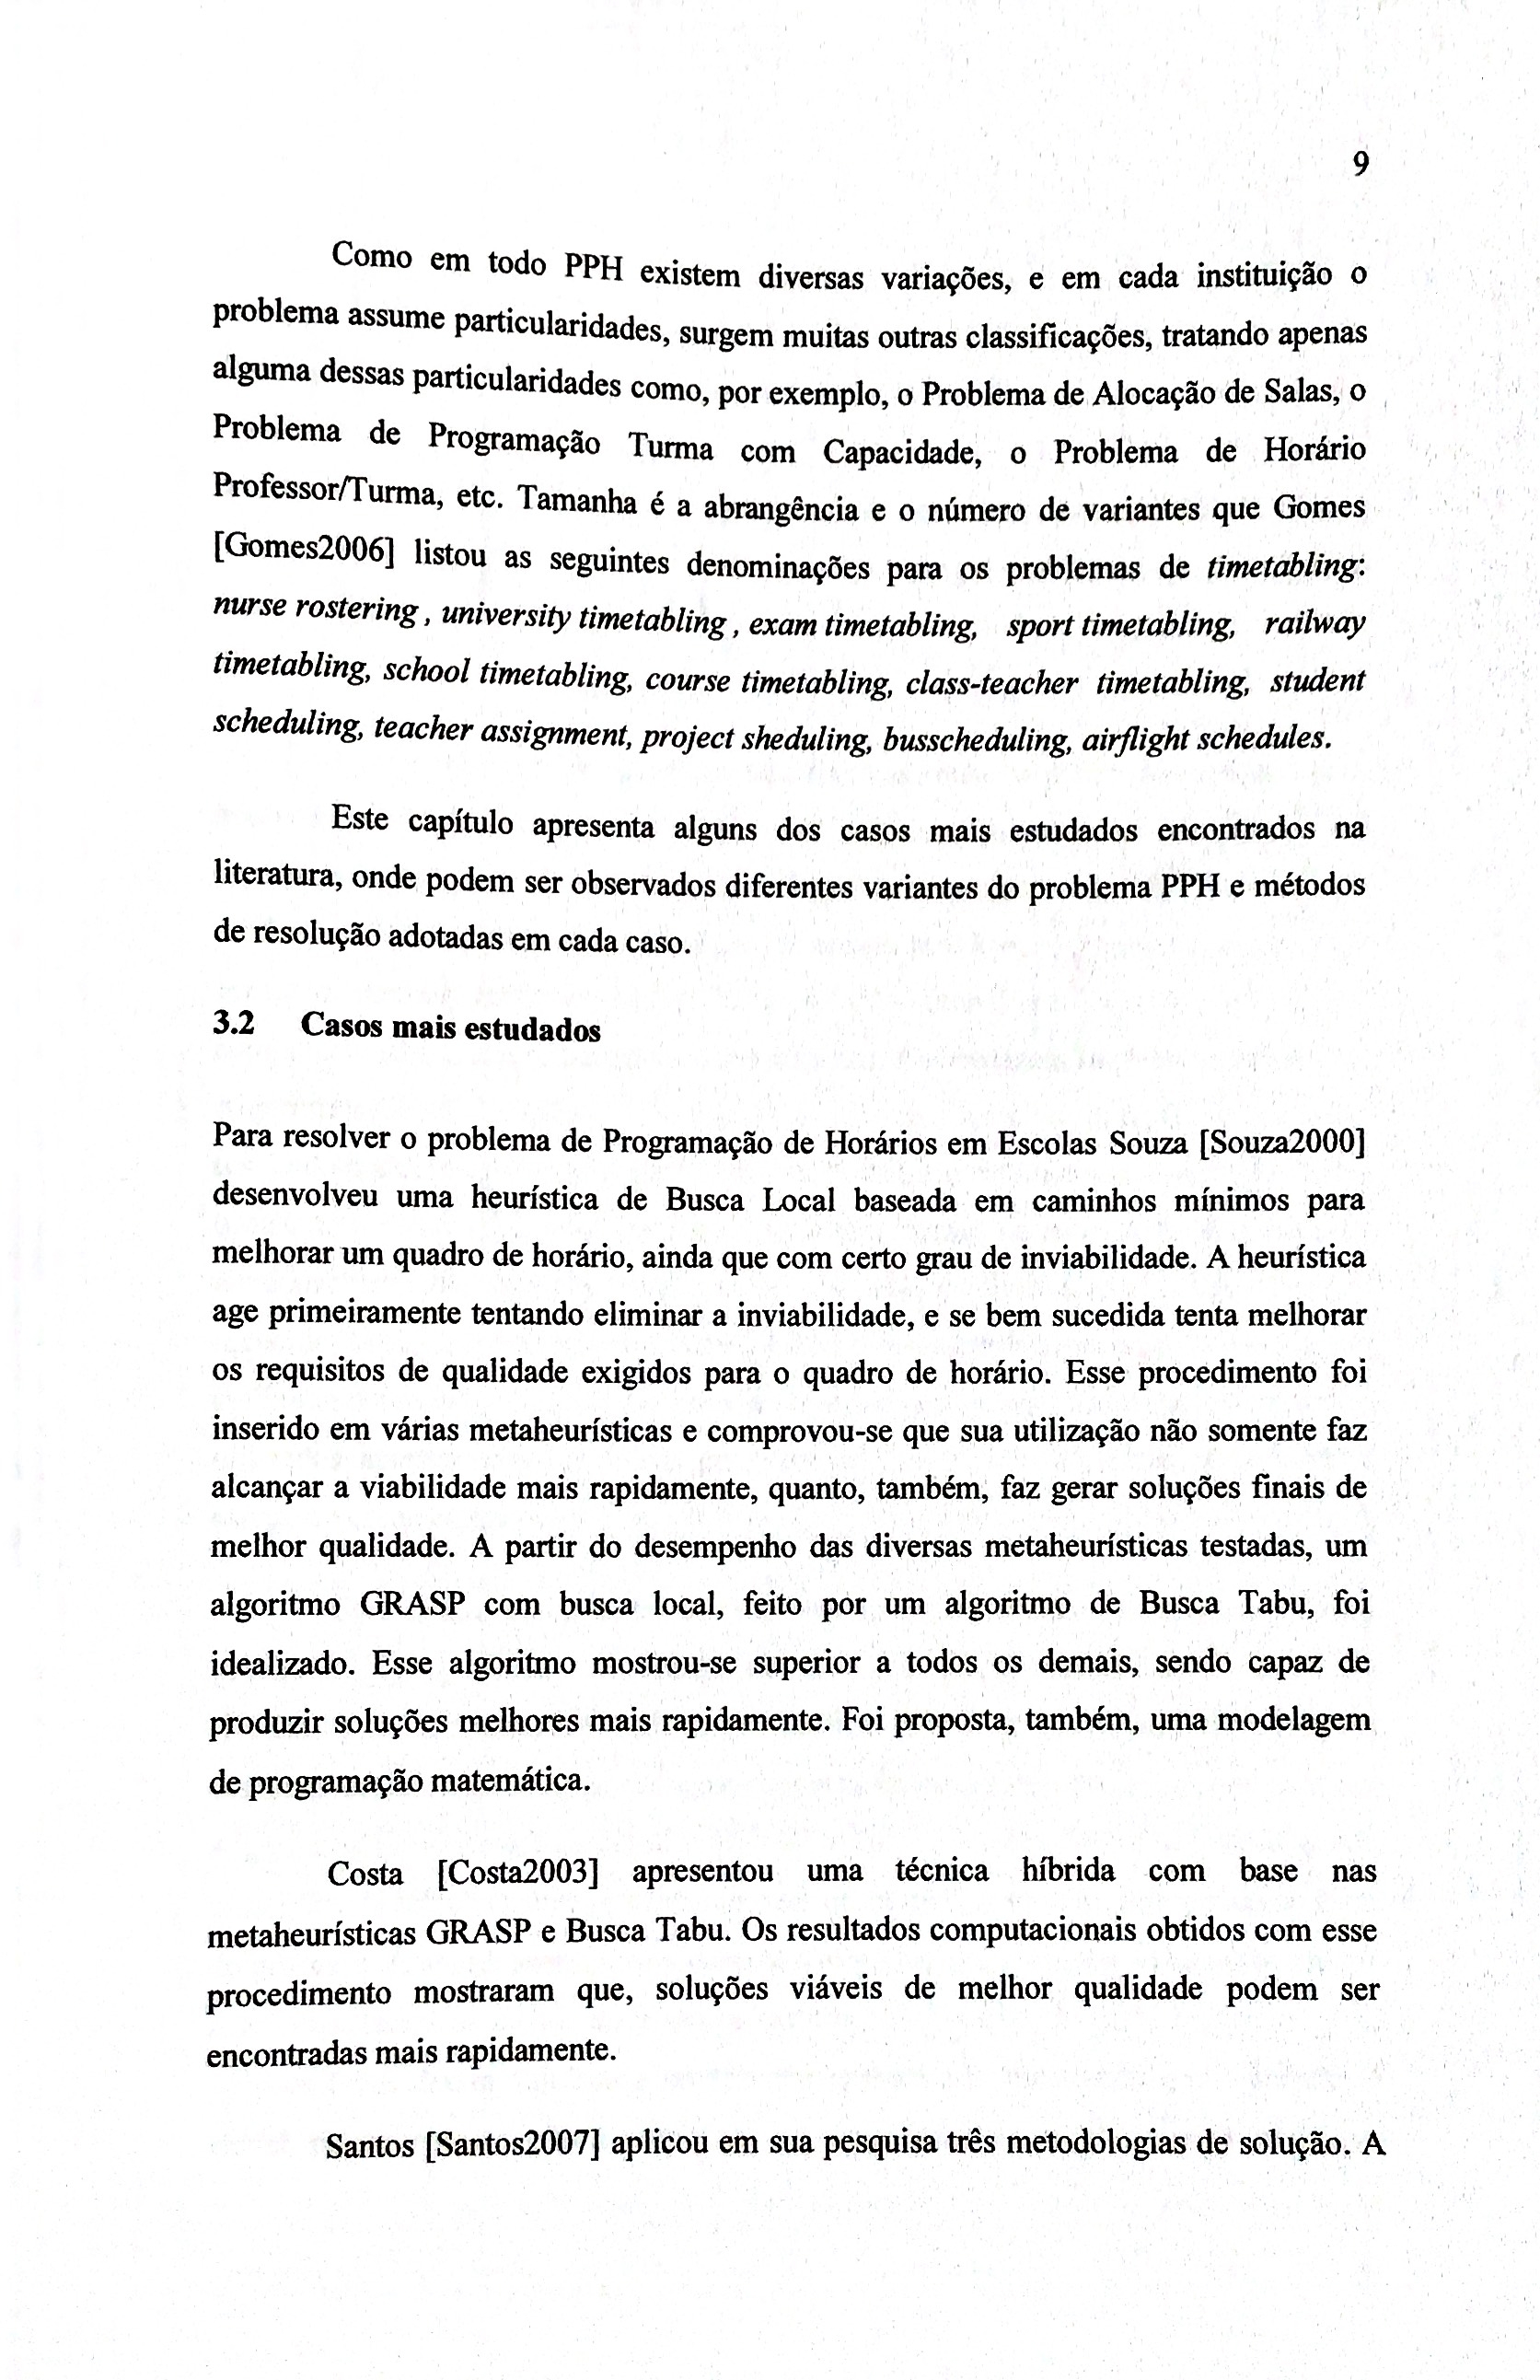 9
Como em todo PPH existem diversas variações, e em cada instituição o
problema assume particularidades, surgem muitas outras classificações, tratando apenas
alguma dessas particularidades como, por exemplo, o Problema de Alocação de Salas, o
Problema de Programação Turma com Capacidade, o Problema de Horário
Professor/Turma, etc. Tamanha é a abrangência e o número de variantes que Gomes
[Gomes2006] listou as seguintes denominações para os problemas de timetabling:
nurse rostering , university timetabling , exam timetabling, sport timetabling, railway
timetabling, school timetabling, course timetabling, class-teacher timetabling, student
scheduling, teacher assignment, project sheduling, busscheduling, airflight schedules.
Este capítulo apresenta alguns dos casos mais estudados encontrados na
literatura, onde podem ser observados diferentes variantes do problema PPH e métodos
de resolução adotadas em cada caso.
3.2 Casos mais estudados
Para resolver o problema de Programação de Horários em Escolas Souza [Souza2000]
desenvolveu uma heurística de Busca Local baseada em caminhos mínimos para
melhorar um quadro de horário, ainda que com certo grau de inviabilidade. A heurística
age primeiramente tentando eliminar a inviabilidade, e se bem sucedida tenta melhorar
os requisitos de qualidade exigidos para o quadro de horário. Esse procedimento foi
inserido em várias metaheurísticas e comprovou-se que sua utilização não somente faz
alcançar a viabilidade mais rapidamente, quanto, também, faz gerar soluções finais de
melhor qualidade. A partir do desempenho das diversas metaheurísticas testadas, um
algoritmo GRASP com busca local, feito por um algoritmo de Busca Tabu, foi
idealizado. Esse algoritmo mostrou-se superior a todos os demais, sendo capaz de
produzir soluções melhores mais rapidamente. Foi proposta, também, uma modelagem
de programação matemática.
Costa [Costa2003] apresentou uma técnica híbrida com base nas
metaheurísticas GRASP e Busca Tabu. Os resultados computacionais obtidos com esse
procedimento mostraram que, soluções viáveis de melhor qualidade podem ser
encontradas mais rapidamente.
Santos [Santos2007] aplicou em sua pesquisa três metodologias de solução. A